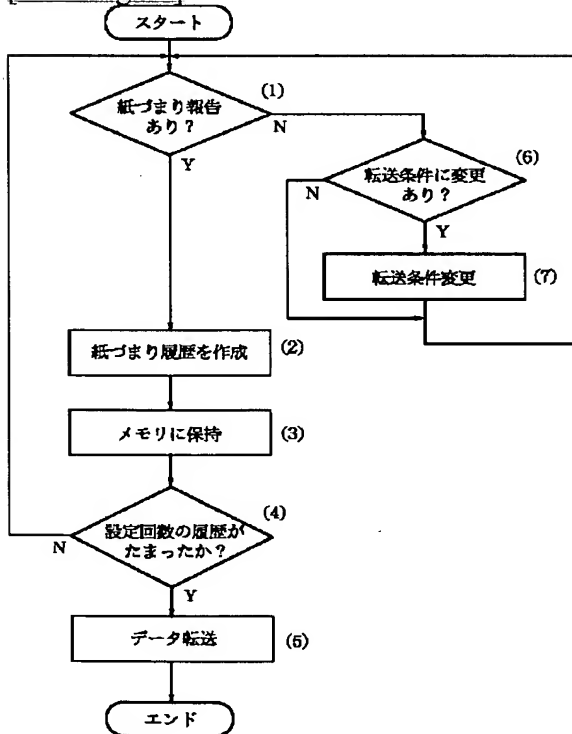 スタート
紙づまり報告
あり?
(1)
N
Y
転送条件に変更
あり?
(6)
N
Y
転送条件変更
(7)
紙づまり履歴を作成
(2)
メモリに保持
(3)
設定回数の履歴が
たまったか?
(4)
N
Y
データ転送
(5)
エンド